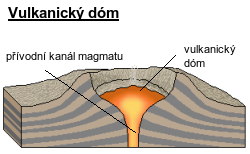 Vulkanický dóm
vulkanický
dóm
přívodní kanál magmatu